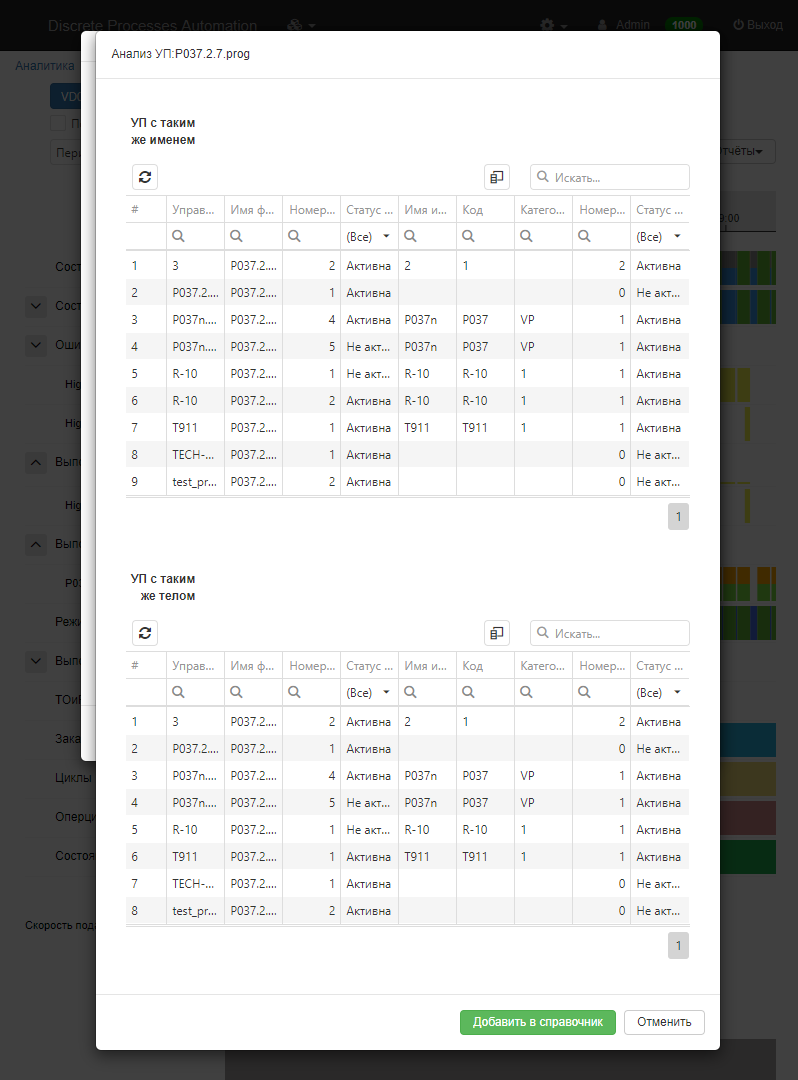 Discrete Processes Automation
Admin
1000
Выход
Аналитика
Анализ УП:P037.2.7.prog
УП с таким
же именем
Искать...
# Управ... Имя ф... Номер... Статус ... Имя и... Код Катего... Номер... Статус ...
(Все) (Все)
1 3 P037.2.... 2 Активна 2 1 2 Активна
2 P037.2.... P037.2.... 1 Активна 0 Не акт...
3 P037n.... P037.2.... 4 Активна P037n P037 VP 1 Активна
4 P037n.... P037.2.... 5 Не акт... P037n P037 VP 1 Активна
5 R-10 P037.2.... 1 Не акт... R-10 R-10 1 1 Активна
6 R-10 P037.2.... 2 Активна R-10 R-10 1 1 Активна
7 T911 P037.2.... 1 Активна T911 T911 1 1 Активна
8 TECH-... P037.2.... 1 Активна 0 Не акт...
9 test_pr... P037.2.... 2 Активна 0 Не акт...
1
УП с таким
же телом
Искать...
# Управ... Имя ф... Номер... Статус ... Имя и... Код Катего... Номер... Статус ...
(Все) (Все)
1 3 P037.2.... 2 Активна 2 1 2 Активна
2 P037.2.... P037.2.... 1 Активна 0 Не акт...
3 P037n.... P037.2.... 4 Активна P037n P037 VP 1 Активна
4 P037n.... P037.2.... 5 Не акт... P037n P037 VP 1 Активна
5 R-10 P037.2.... 1 Не акт... R-10 R-10 1 1 Активна
6 T911 P037.2.... 1 Активна T911 T911 1 1 Активна
7 TECH-... P037.2.... 1 Активна 0 Не акт...
8 test_pr... P037.2.... 2 Активна 0 Не акт...
1
Добавить в справочник Отменить
Заказ
Циклы
Скорость